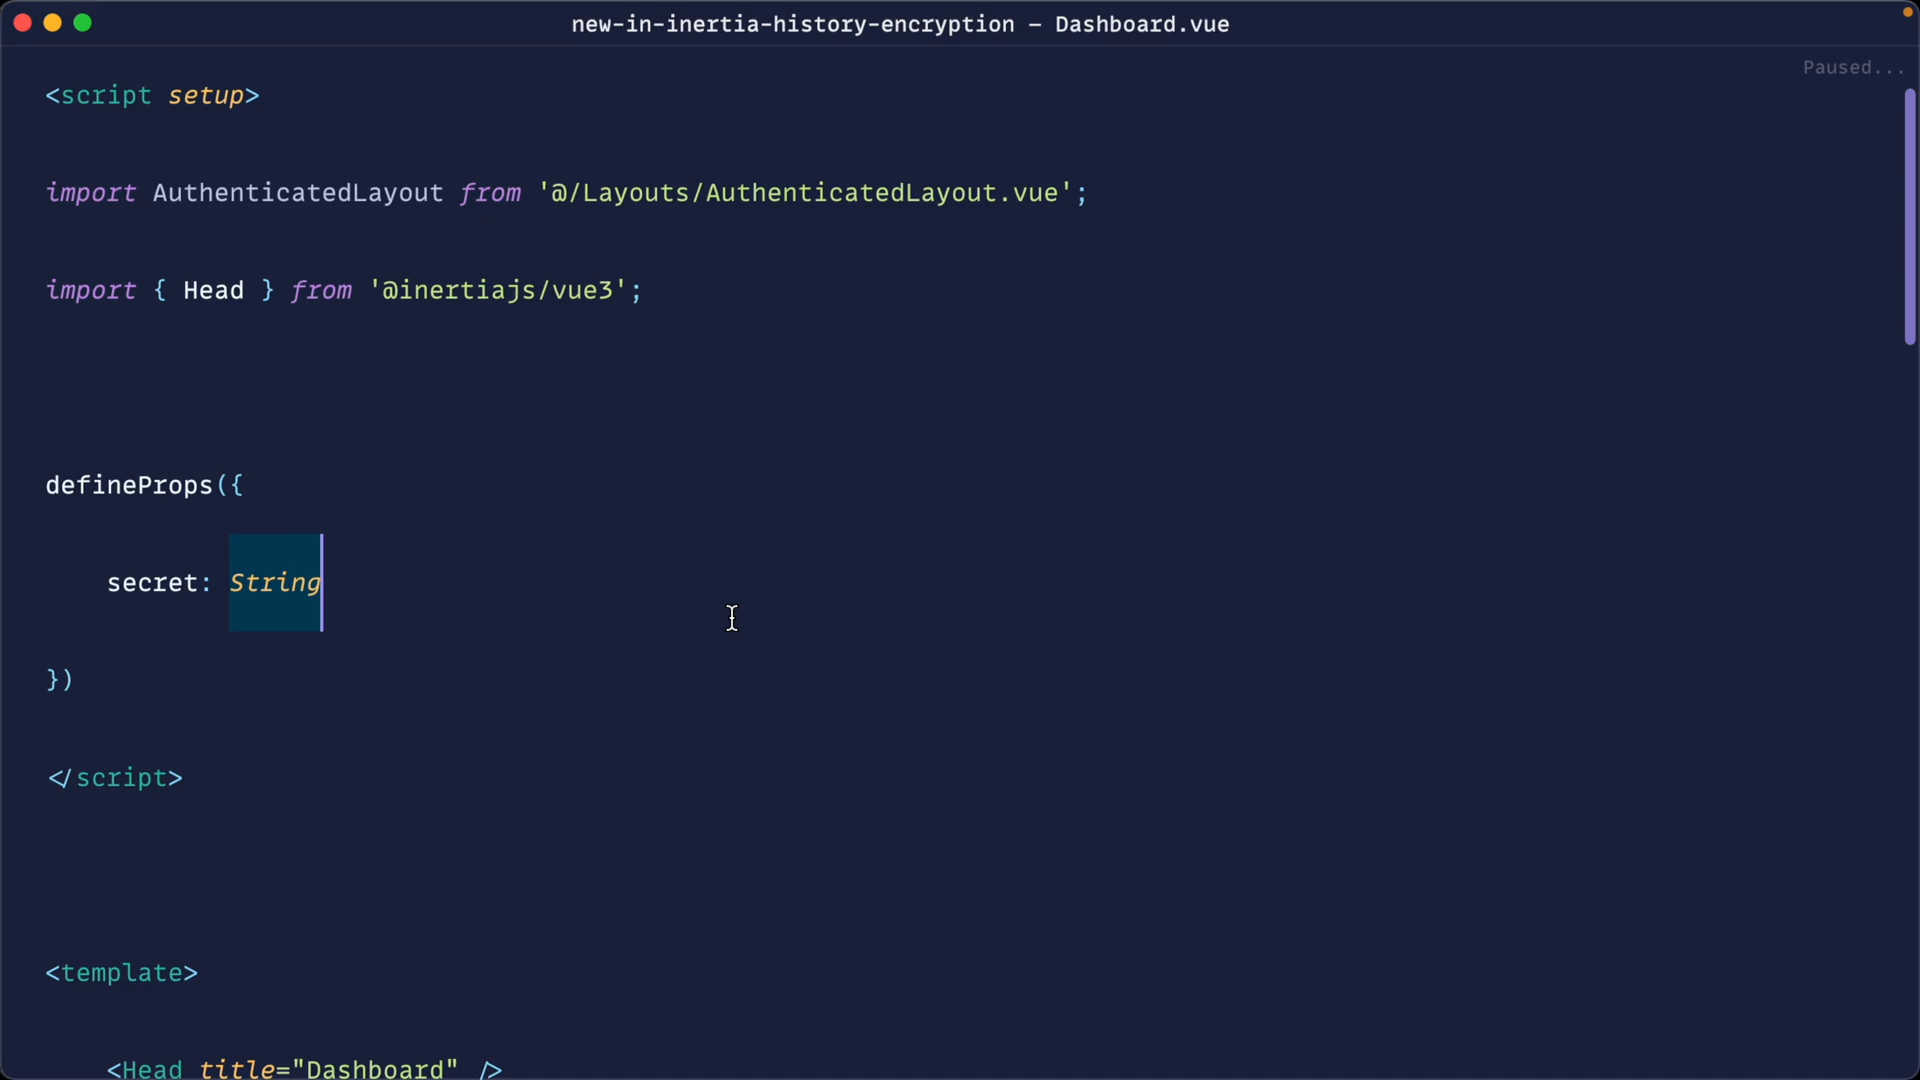 new-in-inertia-history-encryption — Dashboard.vue
Paused...
<script setup>
import AuthenticatedLayout from '@/Layouts/AuthenticatedLayout.vue';
import { Head } from '@inertiajs/vue3';
defineProps({
    secret: String
})
</script>
<template>
    <Head title="Dashboard" />